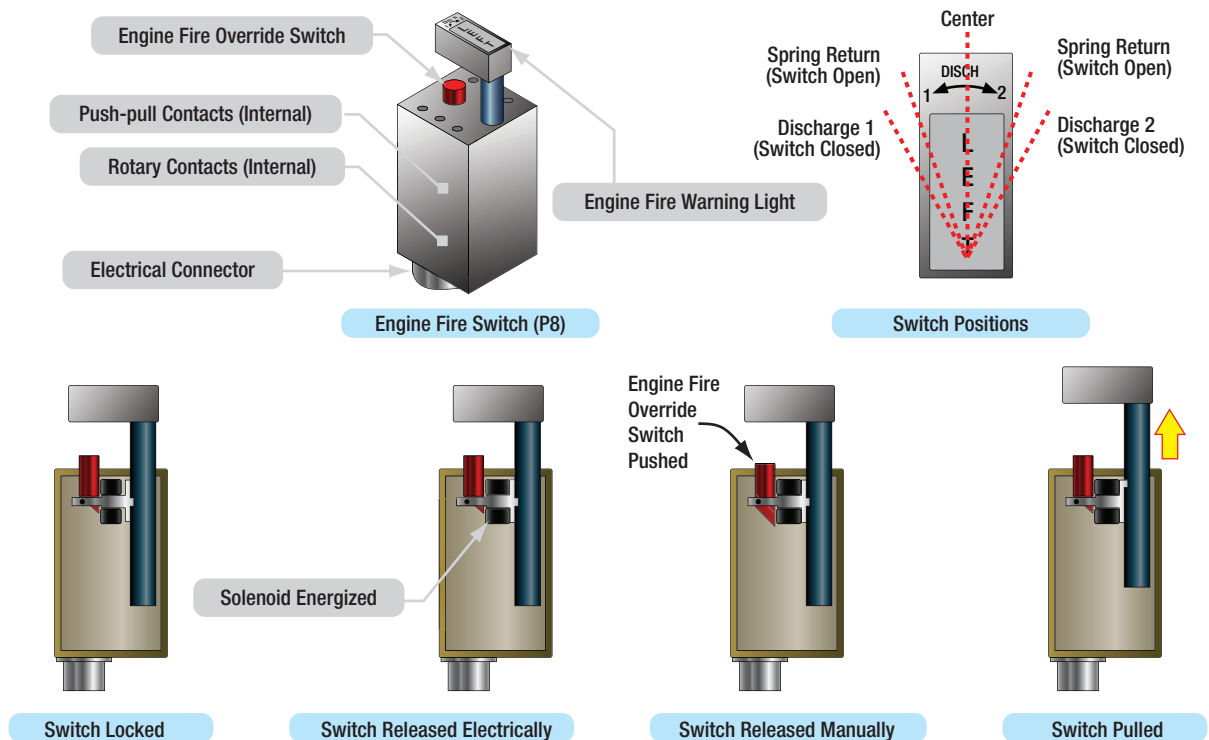 Engine Fire Override Switch
Push-pull Contacts (Internal)
Rotary Contacts (Internal)
Electrical Connector
LEFT
Engine Fire Warning Light
Engine Fire Switch (P8)
Center
Spring Return
(Switch Open)
Spring Return
(Switch Open)
DISCH
1
2
Discharge 1
(Switch Closed)
Discharge 2
(Switch Closed)
L
E
F
T
Switch Positions
Engine Fire
Override
Switch
Pushed
Solenoid Energized
Switch Locked
Switch Released Electrically
Switch Released Manually
Switch Pulled